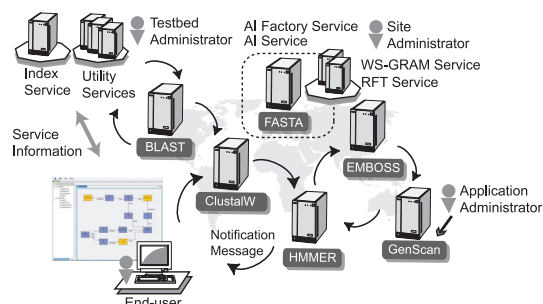 Testbed
Administrator
AI Factory Service
AI Service
Site
Administrator
Index
Service
Utility
Services
WS-GRAM Service
RFT Service
FASTA
BLAST
Service
Information
EMBOSS
ClustalW
Application
Administrator
Notification
Message
HMMER
GenScan
End-user